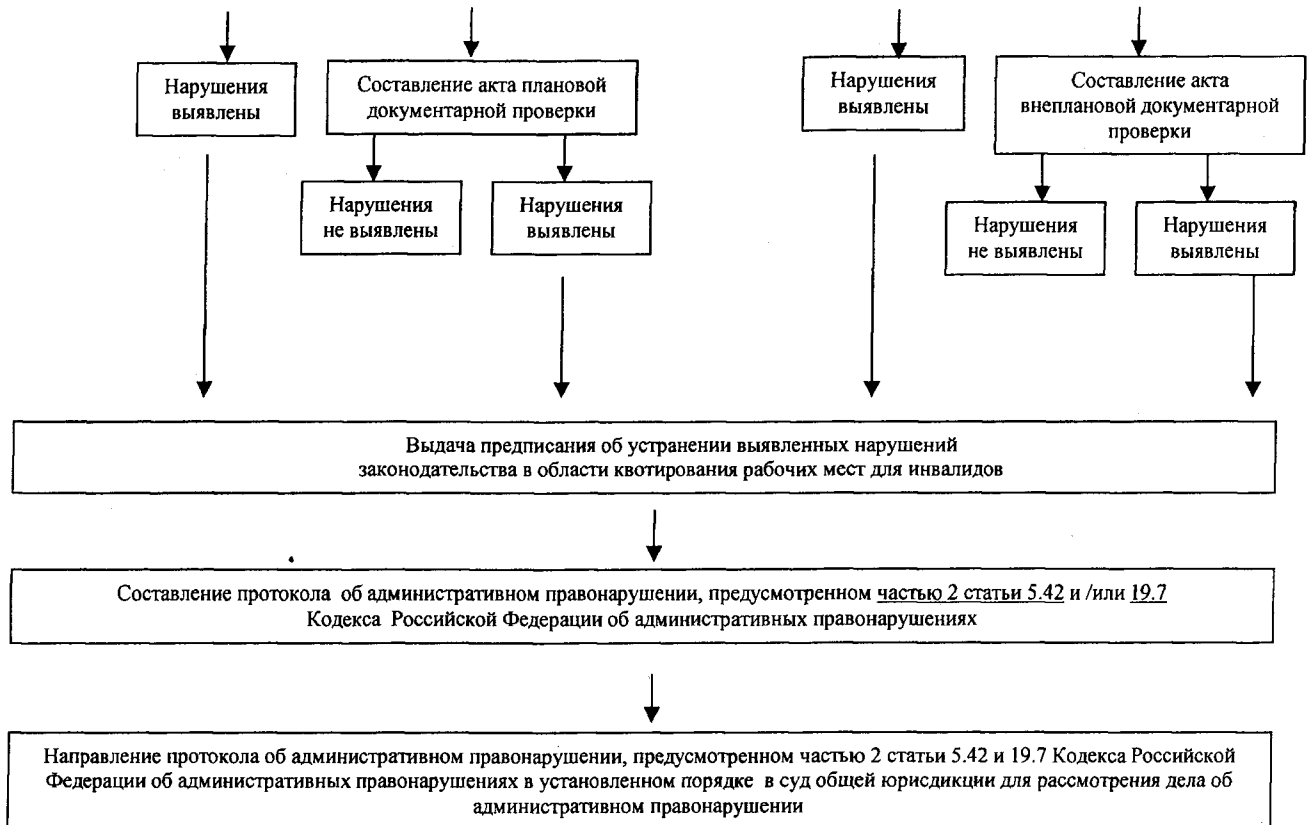 Нарушения
выявлены
Составление акта плановой
документарной проверки
Нарушения
выявлены
Составление акта
внеплановой документарной
проверки
Нарушения
не выявлены
Нарушения
выявлены
Нарушения
не выявлены
Нарушения
выявлены
Выдача предписания об устранении выявленных нарушений
законодательства в области квотирования рабочих мест для инвалидов
Составление протокола об административном правонарушении, предусмотренном частью 2 статьи 5.42 и /или 19.7
Кодекса Российской Федерации об административных правонарушениях
Направление протокола об административном правонарушении, предусмотренном частью 2 статьи 5.42 и 19.7 Кодекса Российской
Федерации об административных правонарушениях в установленном порядке в суд общей юрисдикции для рассмотрения дела об
административном правонарушении